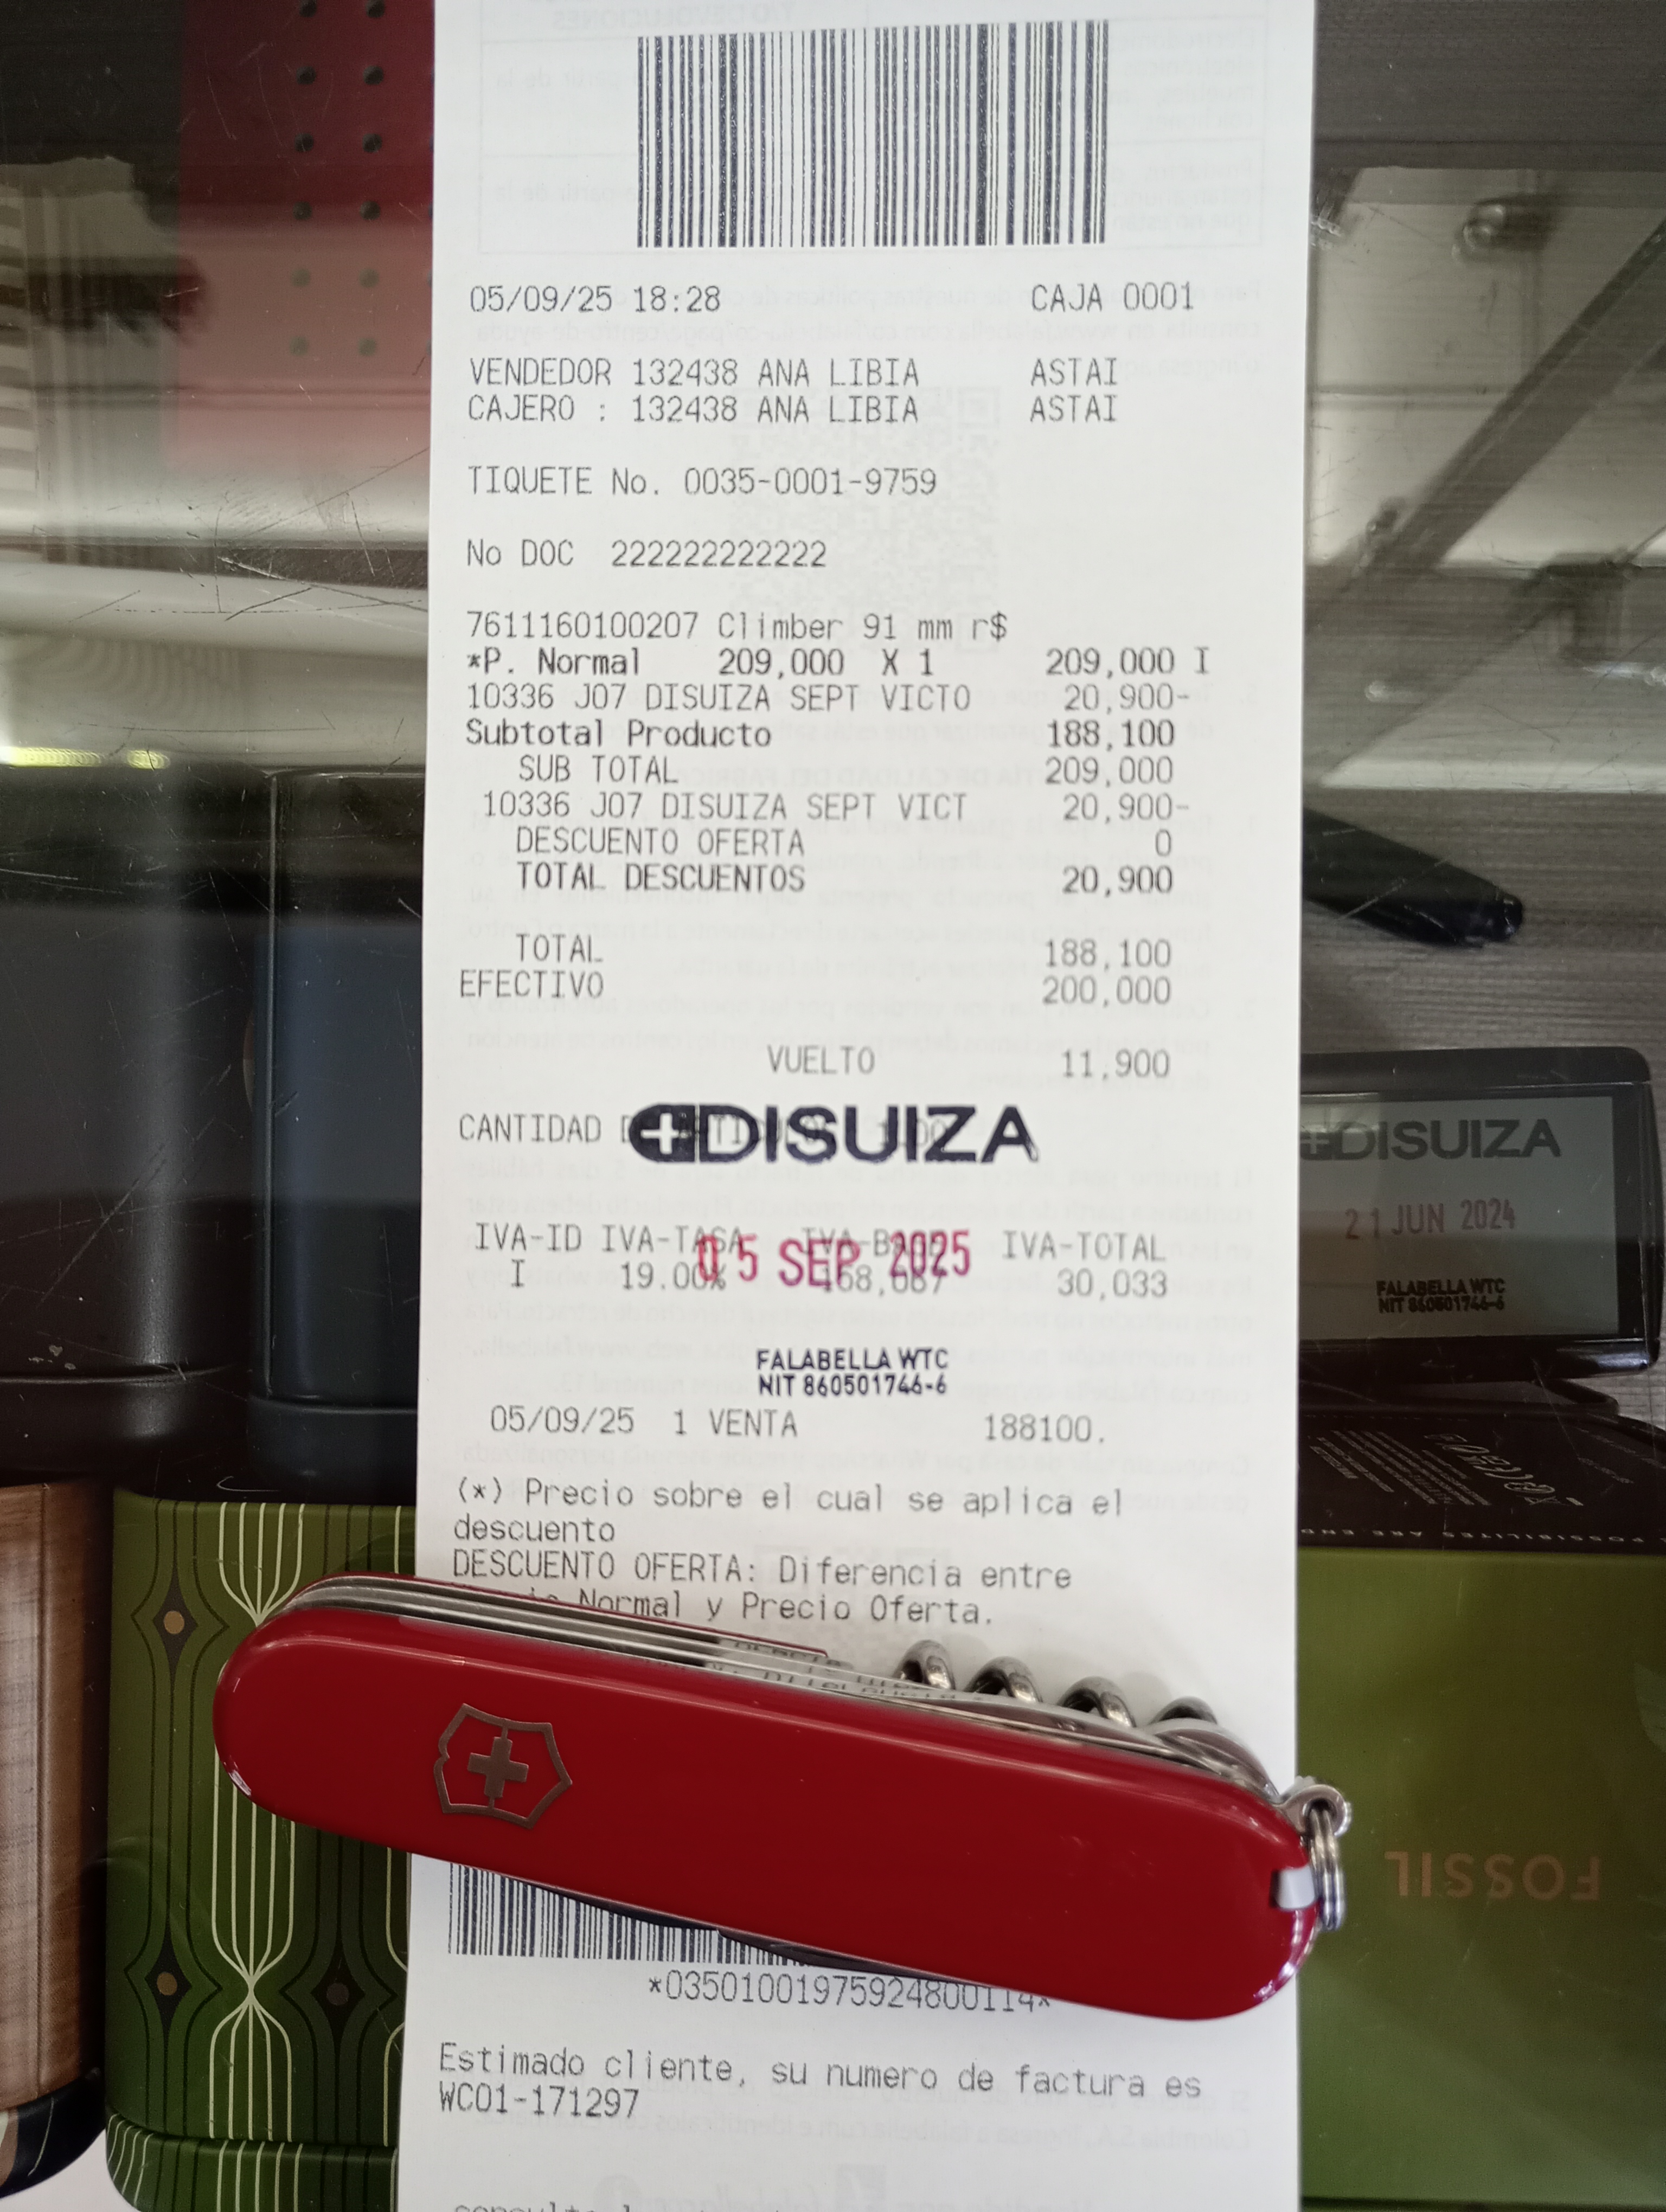 05/09/25 18:28 CAJA 0001
VENDEDOR 132438 ANA LIBIA ASTAI
CAJERO : 132438 ANA LIBIA ASTAI
TIQUETE No. 0035-0001-9759
No DOC 222222222222
7611160100207 Climber 91 mm r$
*P. Normal 209,000 X 1 209,000 I
10336 J07 DISUIZA SEPT VICTO 20,900-
Subtotal Producto 188,100
SUB TOTAL 209,000
10336 J07 DISUIZA SEPT VICT 20,900-
DESCUENTO OFERTA 0
TOTAL DESCUENTOS 20,900
TOTAL 188,100
EFECTIVO 200,000
VUELTO 11,900
CANTIDAD
DISUIZA
IVA-ID IVA-TASA IVA-BASE IVA-TOTAL
05 SEP 2025
I 19.00% 158,067 30,033
FALABELLA WTC
NIT 860501746-6
05/09/25 1 VENTA 188100.
(*) Precio sobre el cual se aplica el
descuento
DESCUENTO OFERTA: Diferencia entre
Normal y Precio Oferta.
*03501001975924800114*
Estimado cliente, su numero de factura es
WC01-171297
DISUIZA
21 JUN 2024
FALABELLA WTC
NIT 860501746-6
FOSSIL